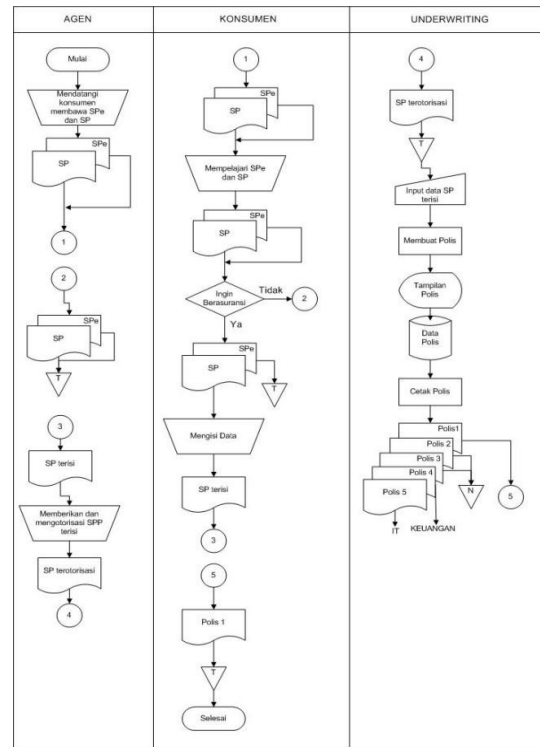 AGEN
KONSUMEN
UNDERWRITING
Mulai
Mendatangi
konsumen
membawa SPe
dan SP
SPe
SP
1
2
SPe
SP
T
3
SP terisi
Memberikan dan
mengotorisasi SPP
terisi
SP terotorisasi
4
1
SPe
SP
Mempelajari SPe
dan SP
SPe
SP
Ingin
Berasuransi
Tidak
2
Ya
SPe
SP
T
Mengisi Data
SP terisi
3
5
Polis 1
T
Selesai
4
SP terotorisasi
T
Input data SP
terisi
Membuat Polis
Tampilan
Polis
Data
Polis
Cetak Polis
Polis1
Polis 2
Polis 3
Polis 4
Polis 5
N
5
IT
KEUANGAN